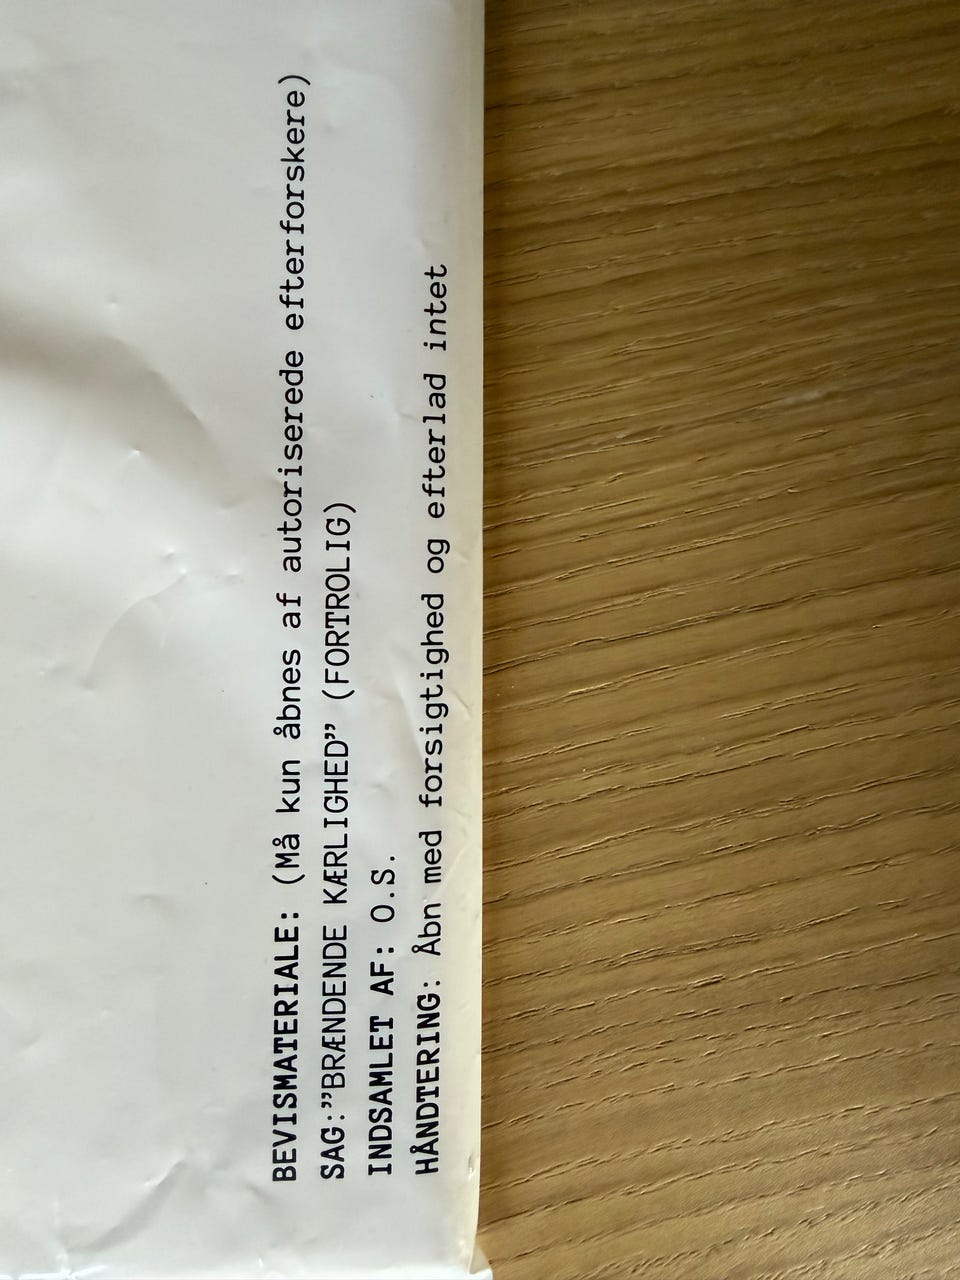 BEVISMATERIALE: (Må kun åbnes af autoriserede efterforskere)
SAG:”BRÆNDENDE KÆRLIGHED” (FORTROLIG)
INDSAMLET AF: O.S.
HÅNDTERING: Åbn med forsigtighed og efterlad intet